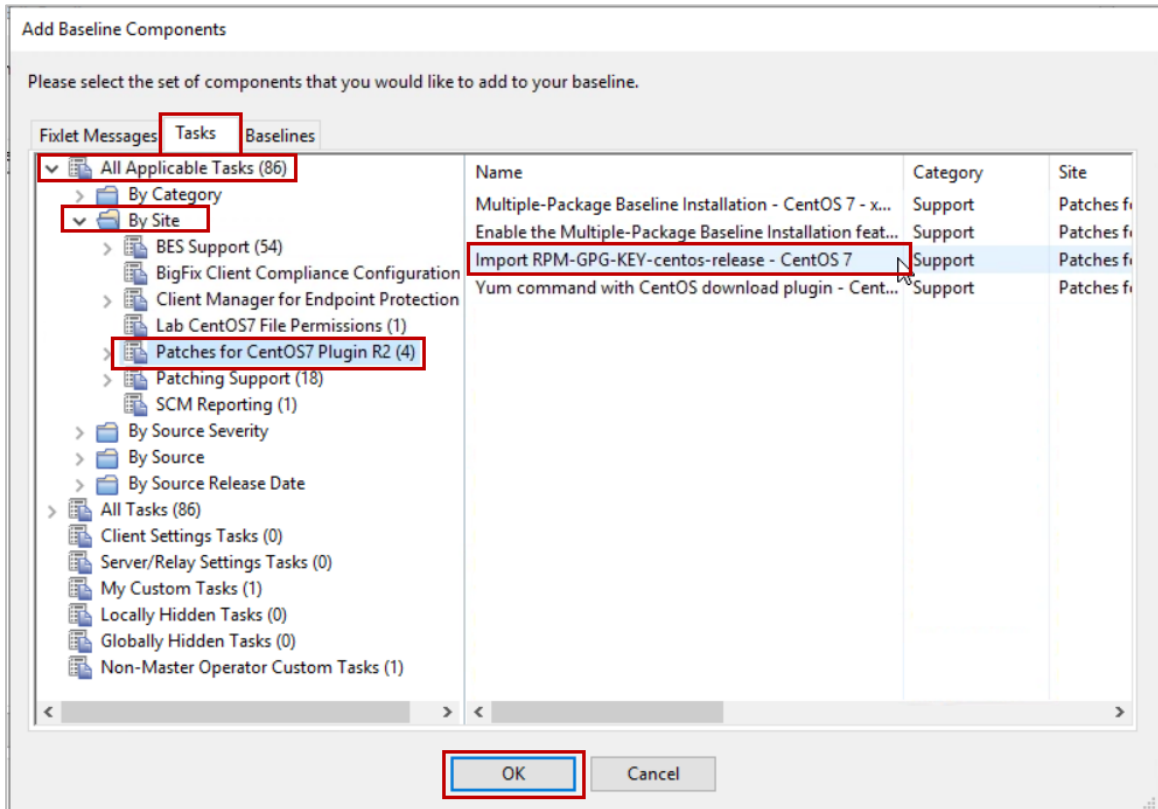 Add Baseline Components
Please select the set of components that you would like to add to your baseline.
Fixlet Messages Tasks Baselines
All Applicable Tasks (86)
By Category
By Site
BES Support (54)
BigFix Client Compliance Configuration
Client Manager for Endpoint Protection
Lab CentOS7 File Permissions (1)
Patches for CentOS7 Plugin R2 (4)
Patching Support (18)
SCM Reporting (1)
By Source Severity
By Source
By Source Release Date
All Tasks (86)
Client Settings Tasks (0)
Server/Relay Settings Tasks (0)
My Custom Tasks (1)
Locally Hidden Tasks (0)
Globally Hidden Tasks (0)
Non-Master Operator Custom Tasks (1)
Name Category Site
Multiple-Package Baseline Installation - CentOS 7 - x... Support Patches f
Enable the Multiple-Package Baseline Installation feat... Support Patches f
Import RPM-GPG-KEY-centos-release - CentOS 7 Support Patches f
Yum command with CentOS download plugin - Cent... Support Patches f
OK Cancel